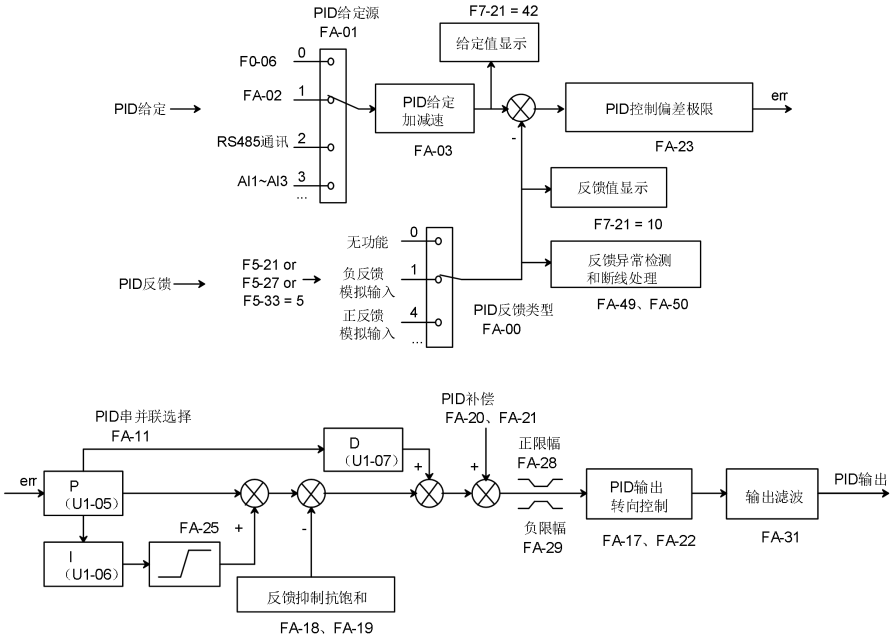 PID给定源
FA-01
F7-21 = 42
给定值显示
PID给定
F0-06
0
FA-02
1
RS485通讯
2
AI1~AI3
3
...
PID给定
加减速
FA-03
-
PID控制偏差极限
FA-23
err
反馈值显示
F7-21 = 10
反馈异常检测
和断线处理
FA-49、FA-50
PID反馈
F5-21 or
F5-27 or
F5-33 = 5
无功能
0
负反馈
模拟输入
1
正反馈
模拟输入
4
...
PID反馈类型
FA-00
PID串并联选择
FA-11
err
P
（U1-05）
I
（U1-06）
D
（U1-07）
FA-25
+
-
+
+
反馈抑制抗饱和
FA-18、FA-19
PID补偿
FA-20、FA-21
正限幅
FA-28
负限幅
FA-29
PID输出
转向控制
FA-17、FA-22
输出滤波
FA-31
PID输出